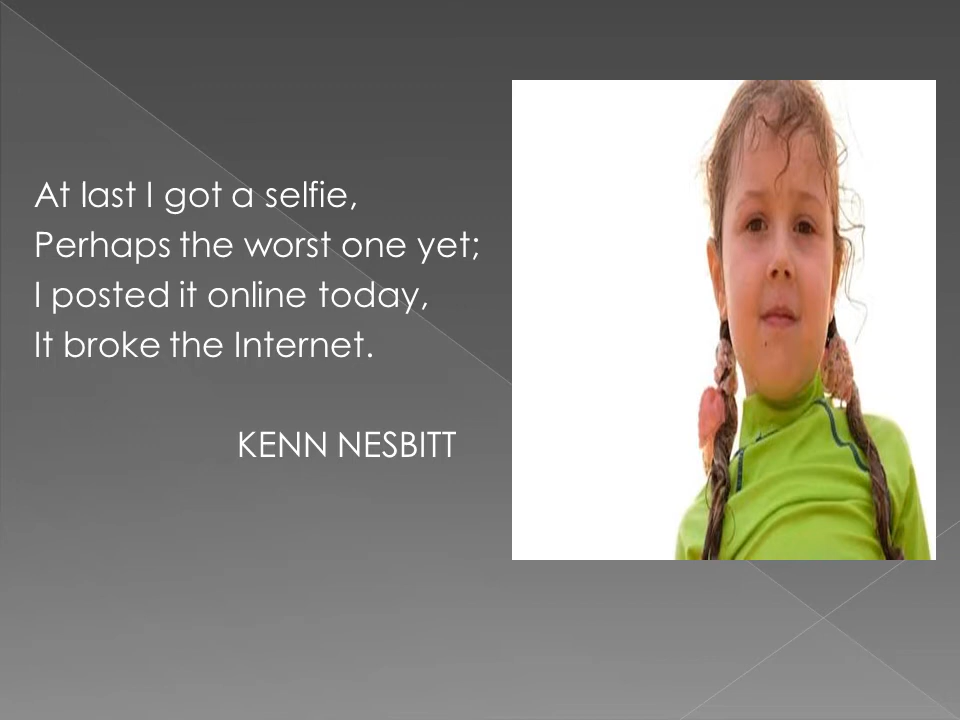 At last I got a selfie,
Perhaps the worst one yet;
I posted it online today,
It broke the Internet.
KENN NESBITT